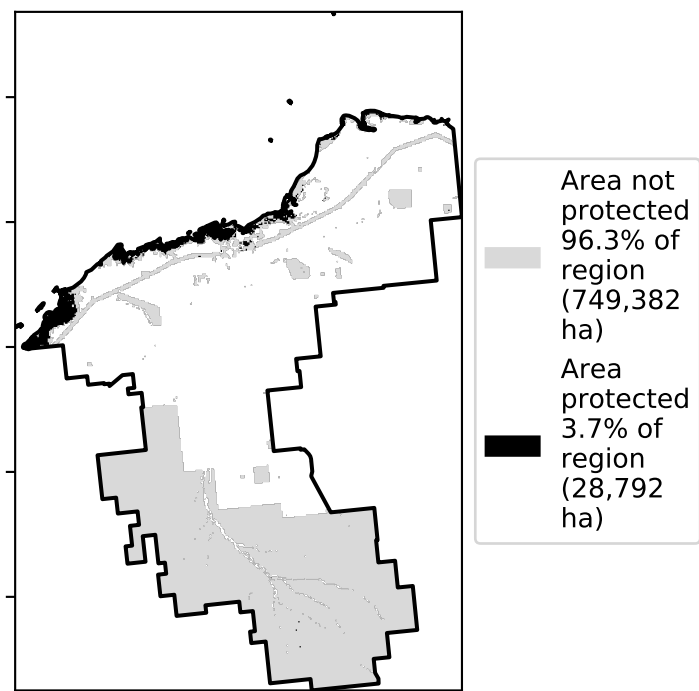 Area not
protected
96.3% of
region
(749,382
ha)
Area
protected
3.7% of
region
(28,792
ha)